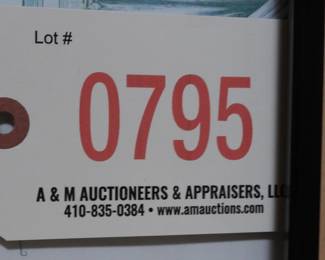 Lot #
0795
A & M AUCTIONEERS & APPRAISERS, LLC
410-835-0384 • www.amauctions.com